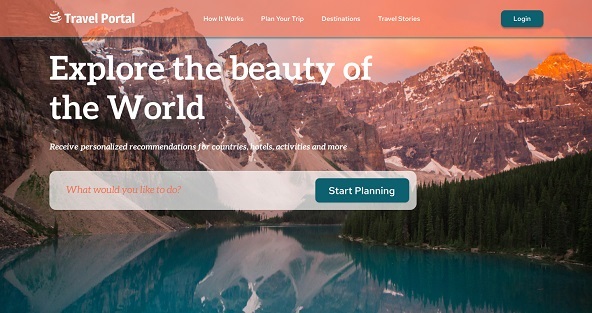 Travel Portal
How It Works
Plan Your Trip
Destinations
Travel Stories
Login
Explore the beauty of
the World
Receive personalized recommendations for countries, hotels, activities and more
What would you like to do?
Start Planning